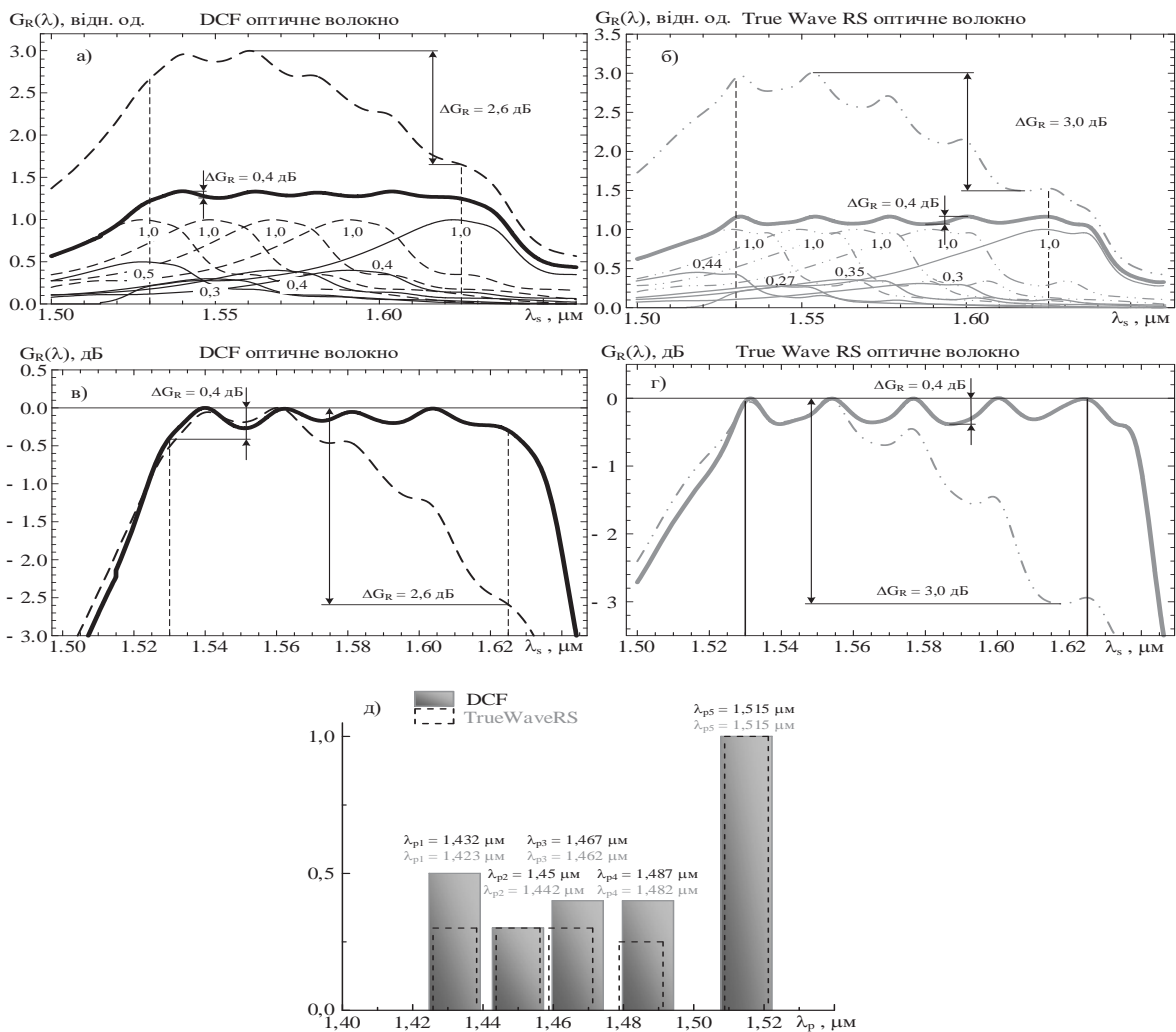 G_R(λ), відн. од. DCF оптичне волокно
а)
3.0
2.5
2.0
1.5
1.0
0.5
0.0
ΔG_R = 2,6 дБ
ΔG_R = 0,4 дБ
1,0 1,0 1,0 1,0 1,0
0,5 0,3 0,4 0,4
1.50 1.55 1.60 λ_s , μм
G_R(λ), відн. од. True Wave RS оптичне волокно
б)
3.5
3.0
2.5
2.0
1.5
1.0
0.5
0.0
ΔG_R = 3,0 дБ
ΔG_R = 0,4 дБ
1,0 1,0 1,0 1,0 1,0
0,44 0,27 0,35 0,3
1.50 1.55 1.60 λ_s , μм
G_R(λ), дБ DCF оптичне волокно
в)
0.5
0.0
- 0.5
- 1.0
- 1.5
- 2.0
- 2.5
- 3.0
ΔG_R = 0,4 дБ
ΔG_R = 2,6 дБ
1.50 1.52 1.54 1.56 1.58 1.60 1.62 λ_s , μм
G_R(λ), дБ True Wave RS оптичне волокно
г)
0
- 1
- 2
- 3
ΔG_R = 0,4 дБ
ΔG_R = 3,0 дБ
1.50 1.52 1.54 1.56 1.58 1.60 1.62 λ_s , μм
д)
DCF
TrueWaveRS
1,0
0,5
0,0
λ_p5 = 1,515 μм
λ_p5 = 1,515 μм
λ_p1 = 1,432 μм λ_p3 = 1,467 μм
λ_p1 = 1,423 μм λ_p3 = 1,462 μм
λ_p2 = 1,45 μм λ_p4 = 1,487 μм
λ_p2 = 1,442 μм λ_p4 = 1,482 μм
1,40 1,42 1,44 1,46 1,48 1,50 1,52 λ_p , μм